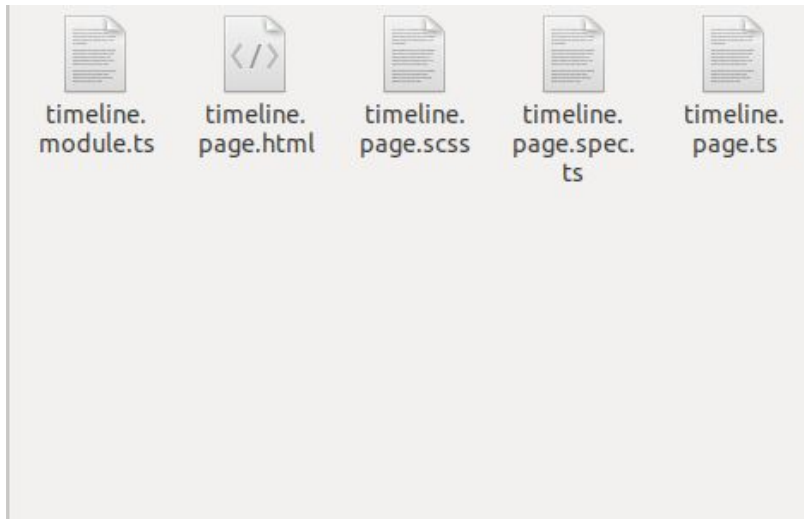 timeline.
module.ts
timeline.
page.html
timeline.
page.scss
timeline.
page.spec.
ts
timeline.
page.ts